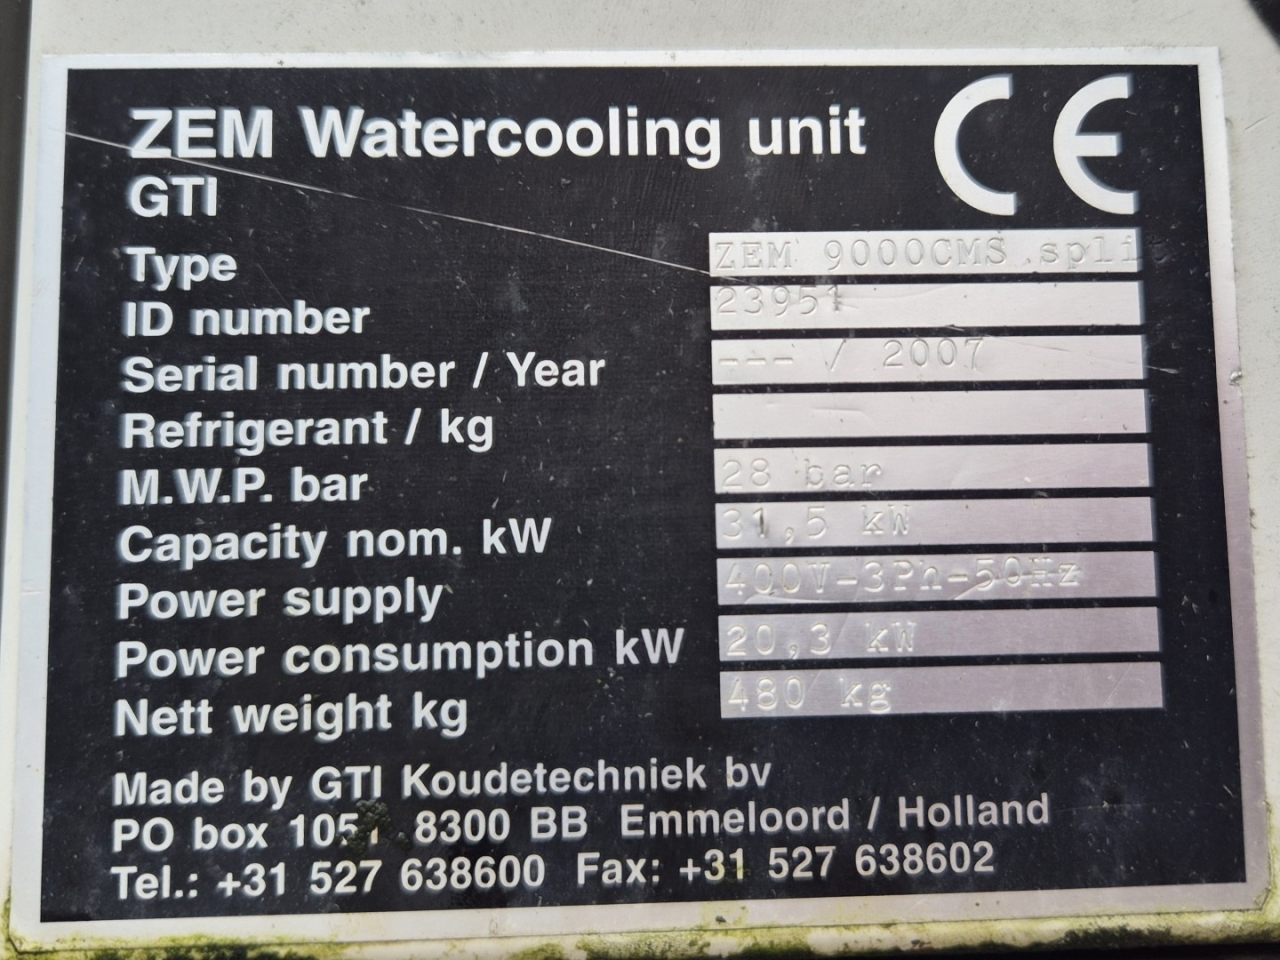 ZEM Watercooling unit CE
GTI
Type ZEM 9000CMS split
ID number 23951
Serial number / Year --- / 2007
Refrigerant / kg
M.W.P. bar 28 bar
Capacity nom. kW 31,5 kW
Power supply 400V-3Ph-50Hz
Power consumption kW 20,3 kW
Nett weight kg 480 kg
Made by GTI Koudetechniek bv
PO box 1051 8300 BB Emmeloord / Holland
Tel.: +31 527 638600 Fax: +31 527 638602